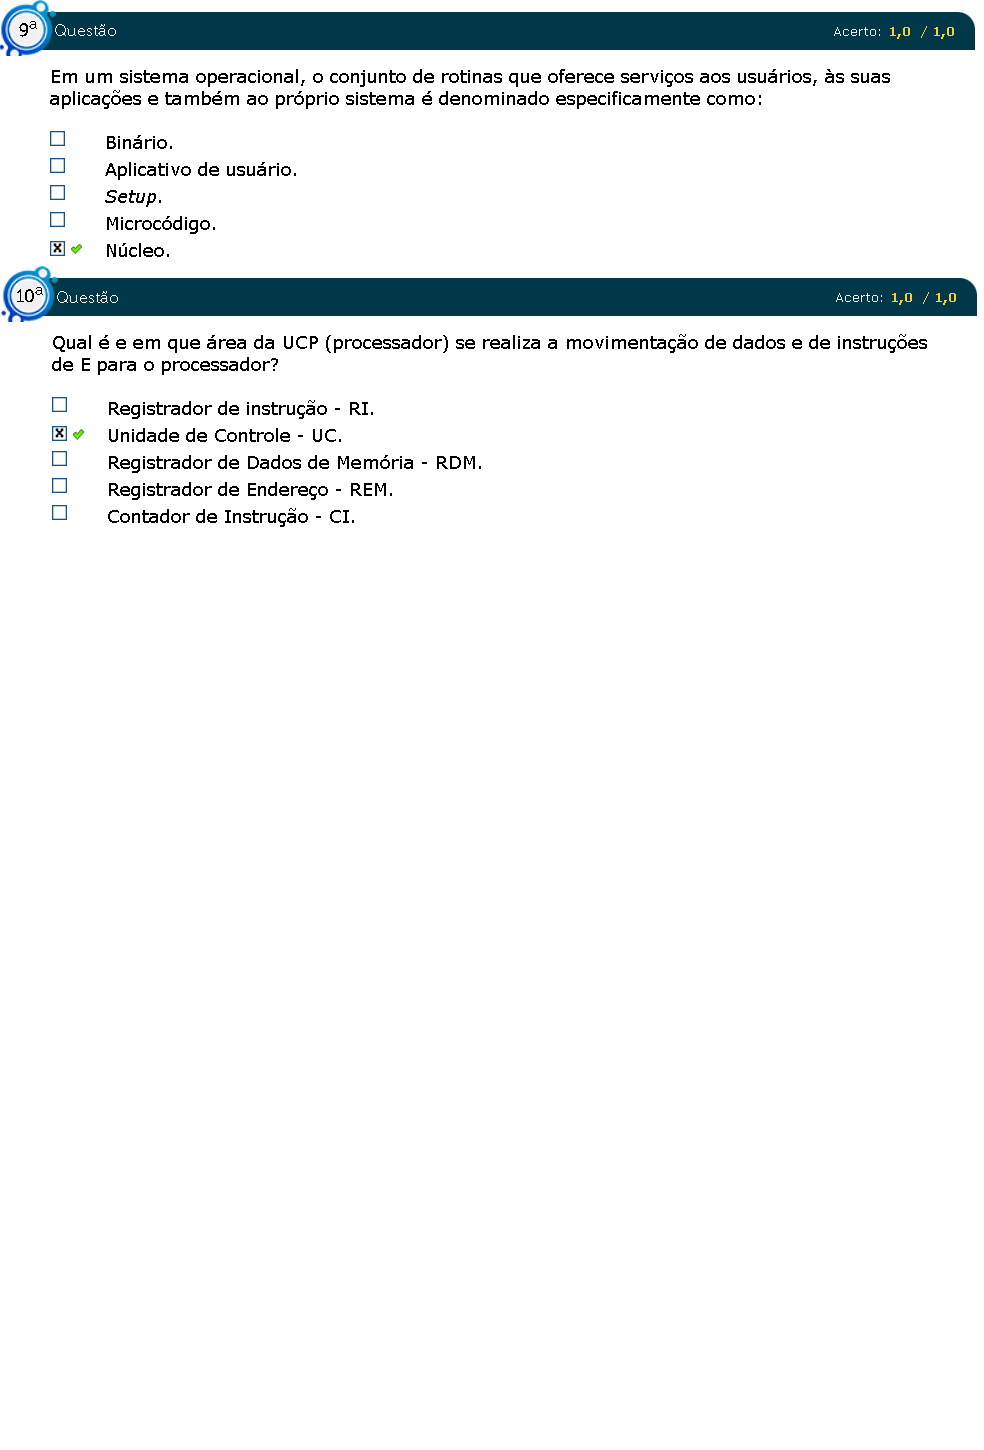 9ª Questão Acerto: 1,0 / 1,0
Em um sistema operacional, o conjunto de rotinas que oferece serviços aos usuários, às suas
aplicações e também ao próprio sistema é denominado especificamente como:
Binário.
Aplicativo de usuário.
Setup.
Microcódigo.
Núcleo.
10ª Questão Acerto: 1,0 / 1,0
Qual é e em que área da UCP (processador) se realiza a movimentação de dados e de instruções
de E para o processador?
Registrador de instrução - RI.
Unidade de Controle - UC.
Registrador de Dados de Memória - RDM.
Registrador de Endereço - REM.
Contador de Instrução - CI.